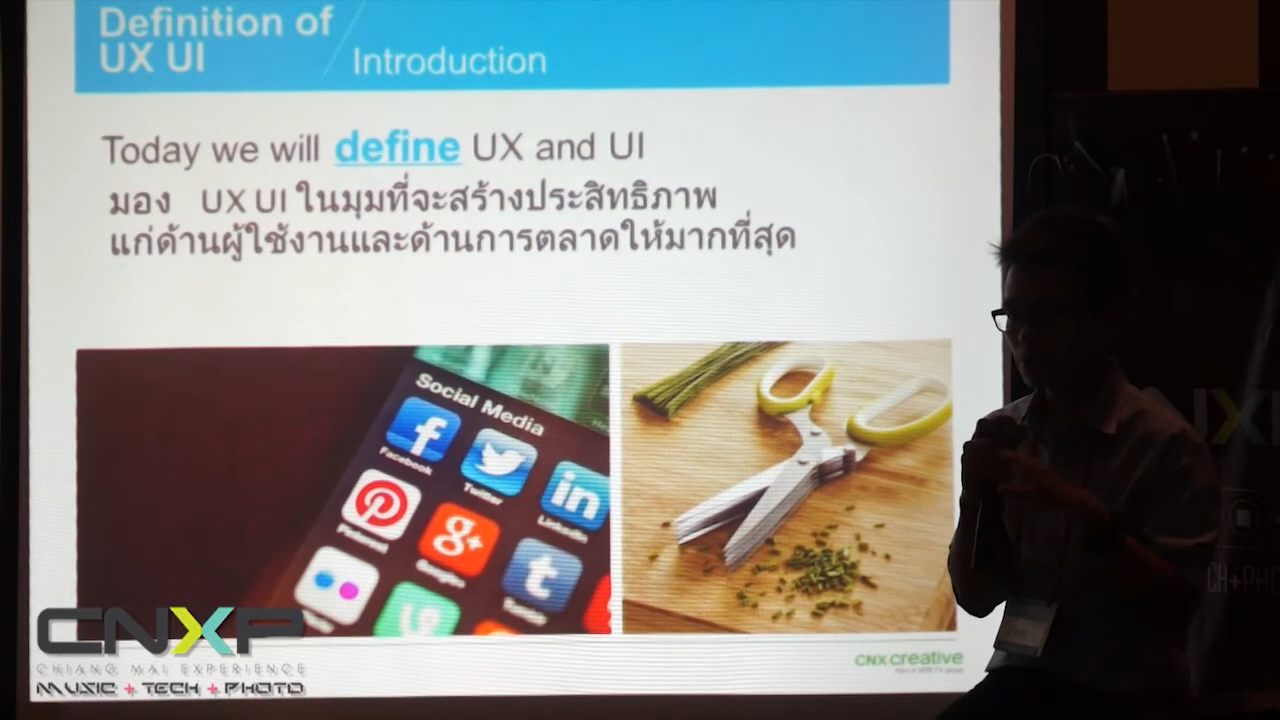 Definition of
UX UI
Introduction
Today we will define UX and UI
มอง UX UI ในมุมที่จะสร้างประสิทธิภาพ
แก่ด้านผู้ใช้งานและด้านการตลาดให้มากที่สุด
Social Media
Facebook
Twitter
LinkedIn
Pinterest
Google+
CNXP
CHIANG MAI EXPERIENCE
MUSIC + TECH + PHOTO
CNX creative